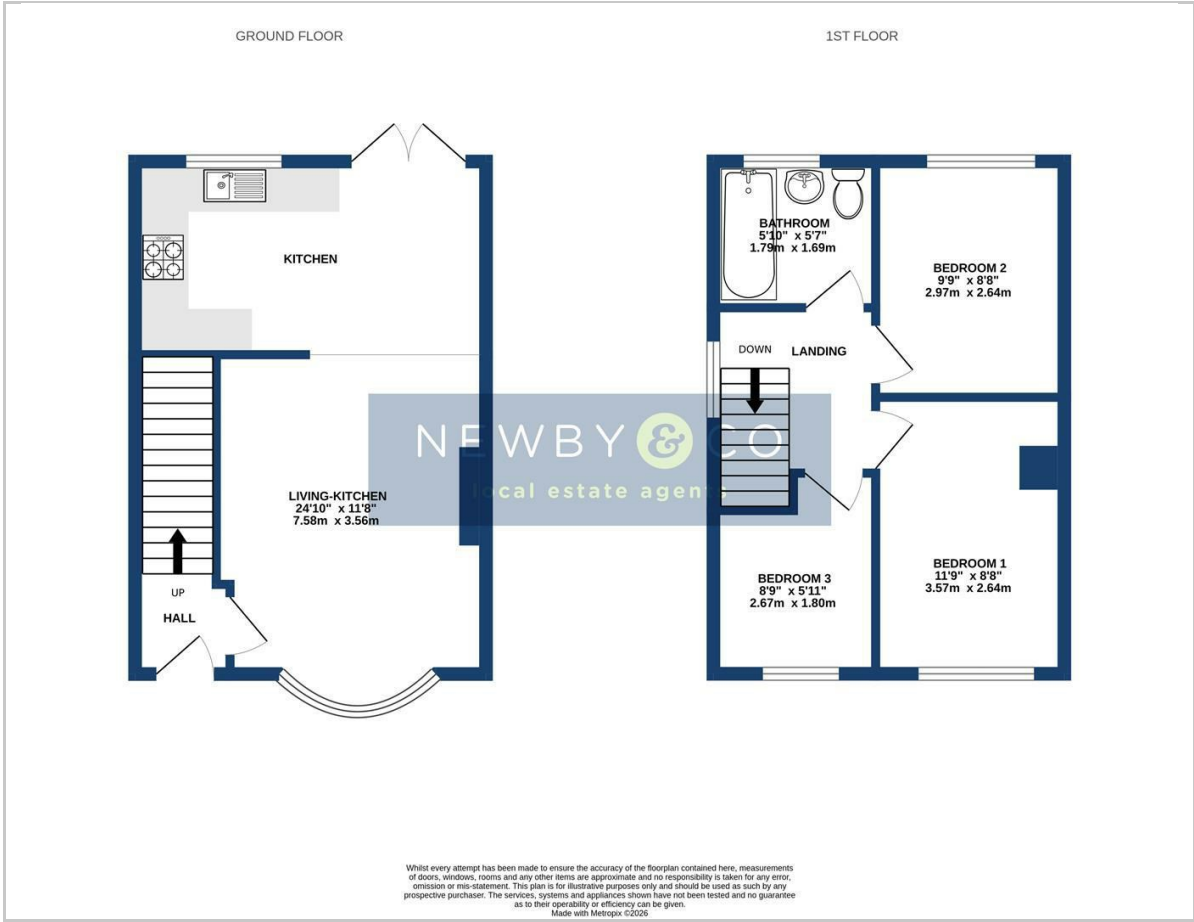 GROUND FLOOR
1ST FLOOR
KITCHEN
LIVING-KITCHEN
24'10" x 11'8"
7.58m x 3.56m
UP
HALL
BATHROOM
5'10" x 5'7"
1.79m x 1.69m
BEDROOM 2
9'9" x 8'8"
2.97m x 2.64m
DOWN
LANDING
BEDROOM 3
8'9" x 5'11"
2.67m x 1.80m
BEDROOM 1
11'9" x 8'8"
3.57m x 2.64m
NEWBY & CO
local estate agents
Whilst every attempt has been made to ensure the accuracy of the floorplan contained here, measurements
of doors, windows, rooms and any other items are approximate and no responsibility is taken for any error,
omission or mis-statement. This plan is for illustrative purposes only and should be used as such by any
prospective purchaser. The services, systems and appliances shown have not been tested and no guarantee
as to their operability or efficiency can be given.
Made with Metropix ©2026